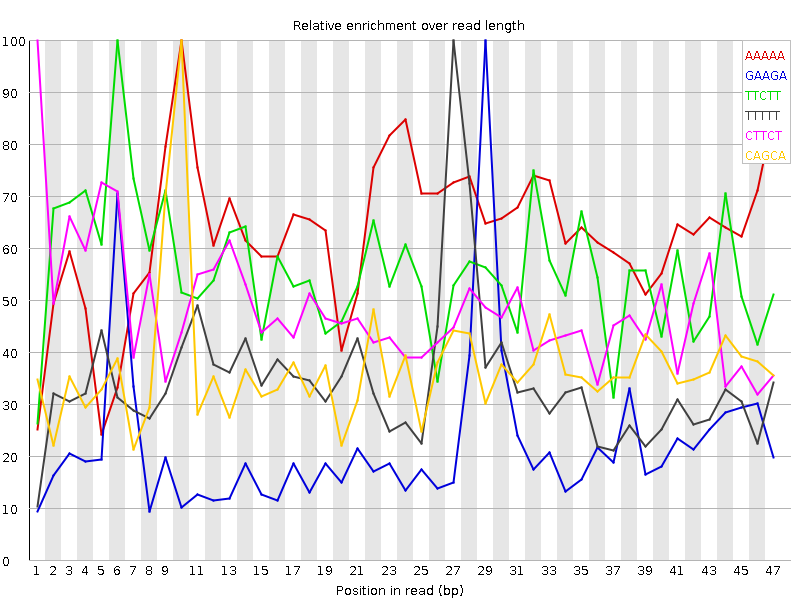 Relative enrichment over read length
100
90
80
70
60
50
40
30
20
10
0
AAAAA
GAAGA
TTCTT
TTTTT
CTTCT
CAGCA
1 2 3 4 5 6 7 8 9 11 13 15 17 19 21 23 25 27 29 31 33 35 37 39 41 43 45 47
Position in read (bp)